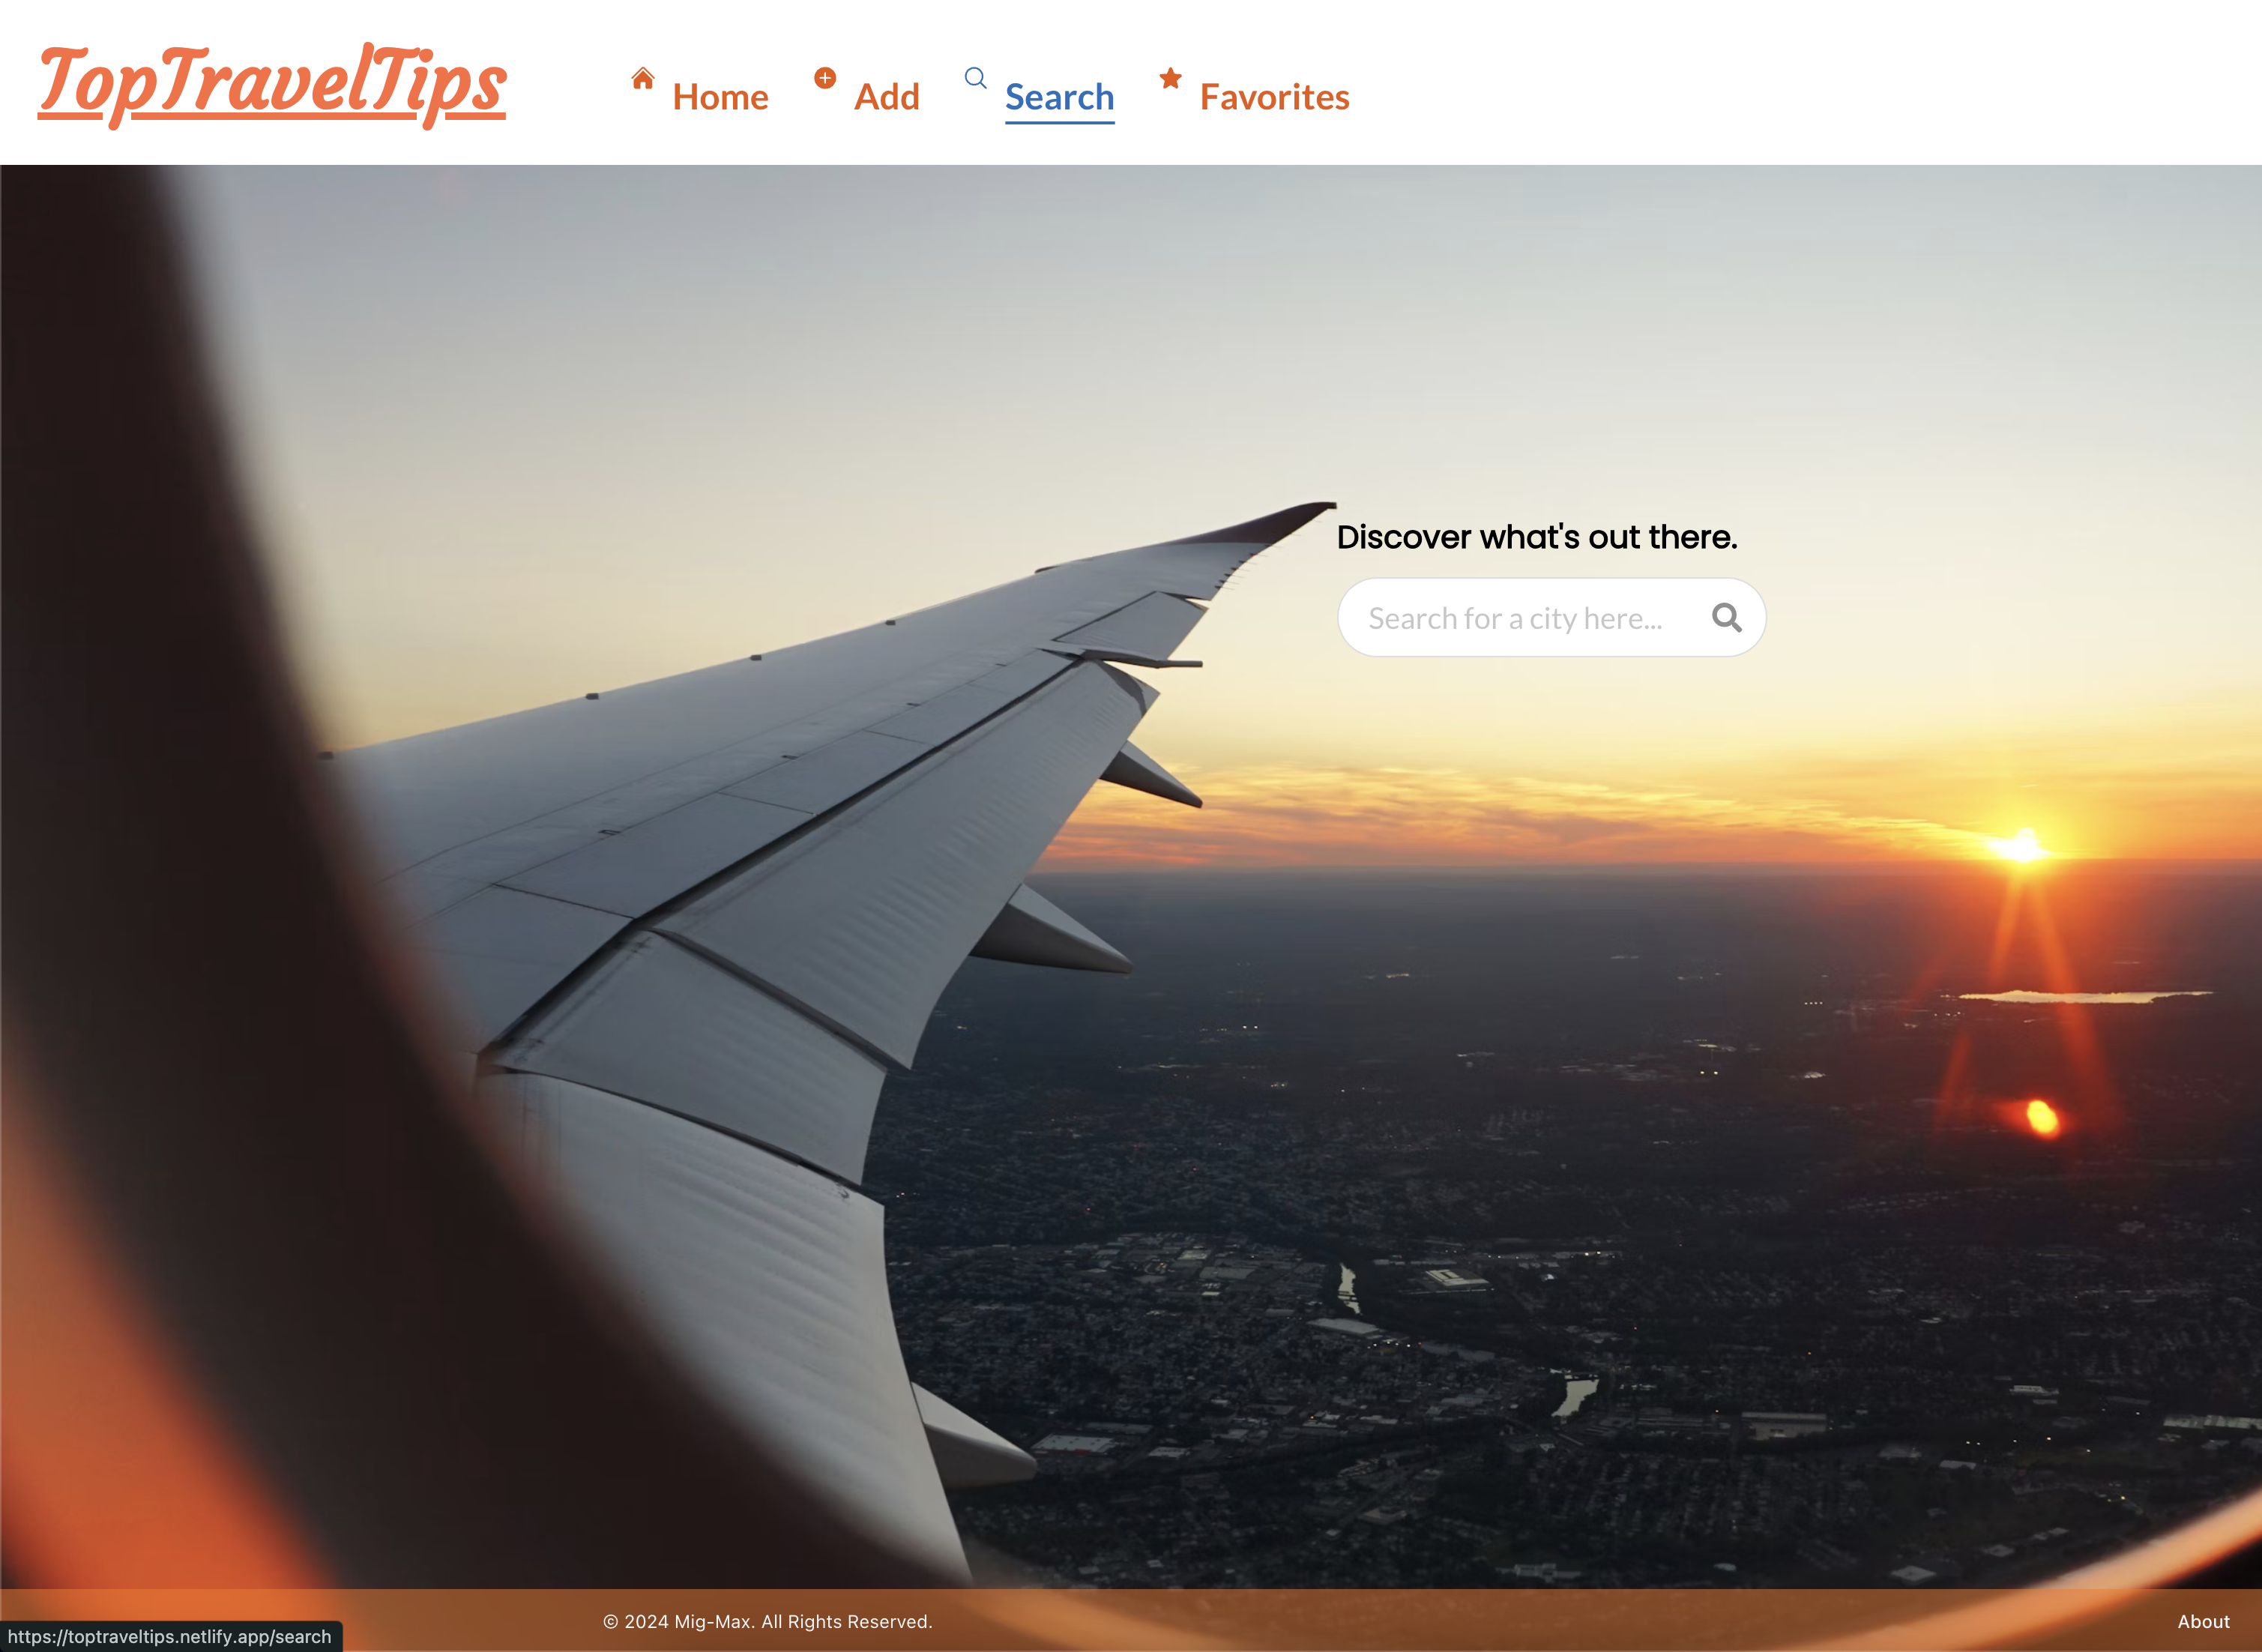 TopTravelTips
Home Add Search Favorites
Discover what's out there.
Search for a city here...
© 2024 Mig-Max. All Rights Reserved.
About
https://toptraveltips.netlify.app/search